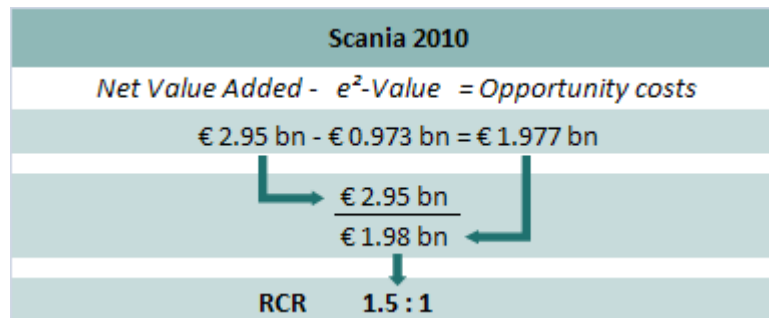 Scania 2010
Net Value Added - e²-Value = Opportunity costs
€ 2.95 bn - € 0.973 bn = € 1.977 bn
€ 2.95 bn
€ 1.98 bn
RCR 1.5 : 1